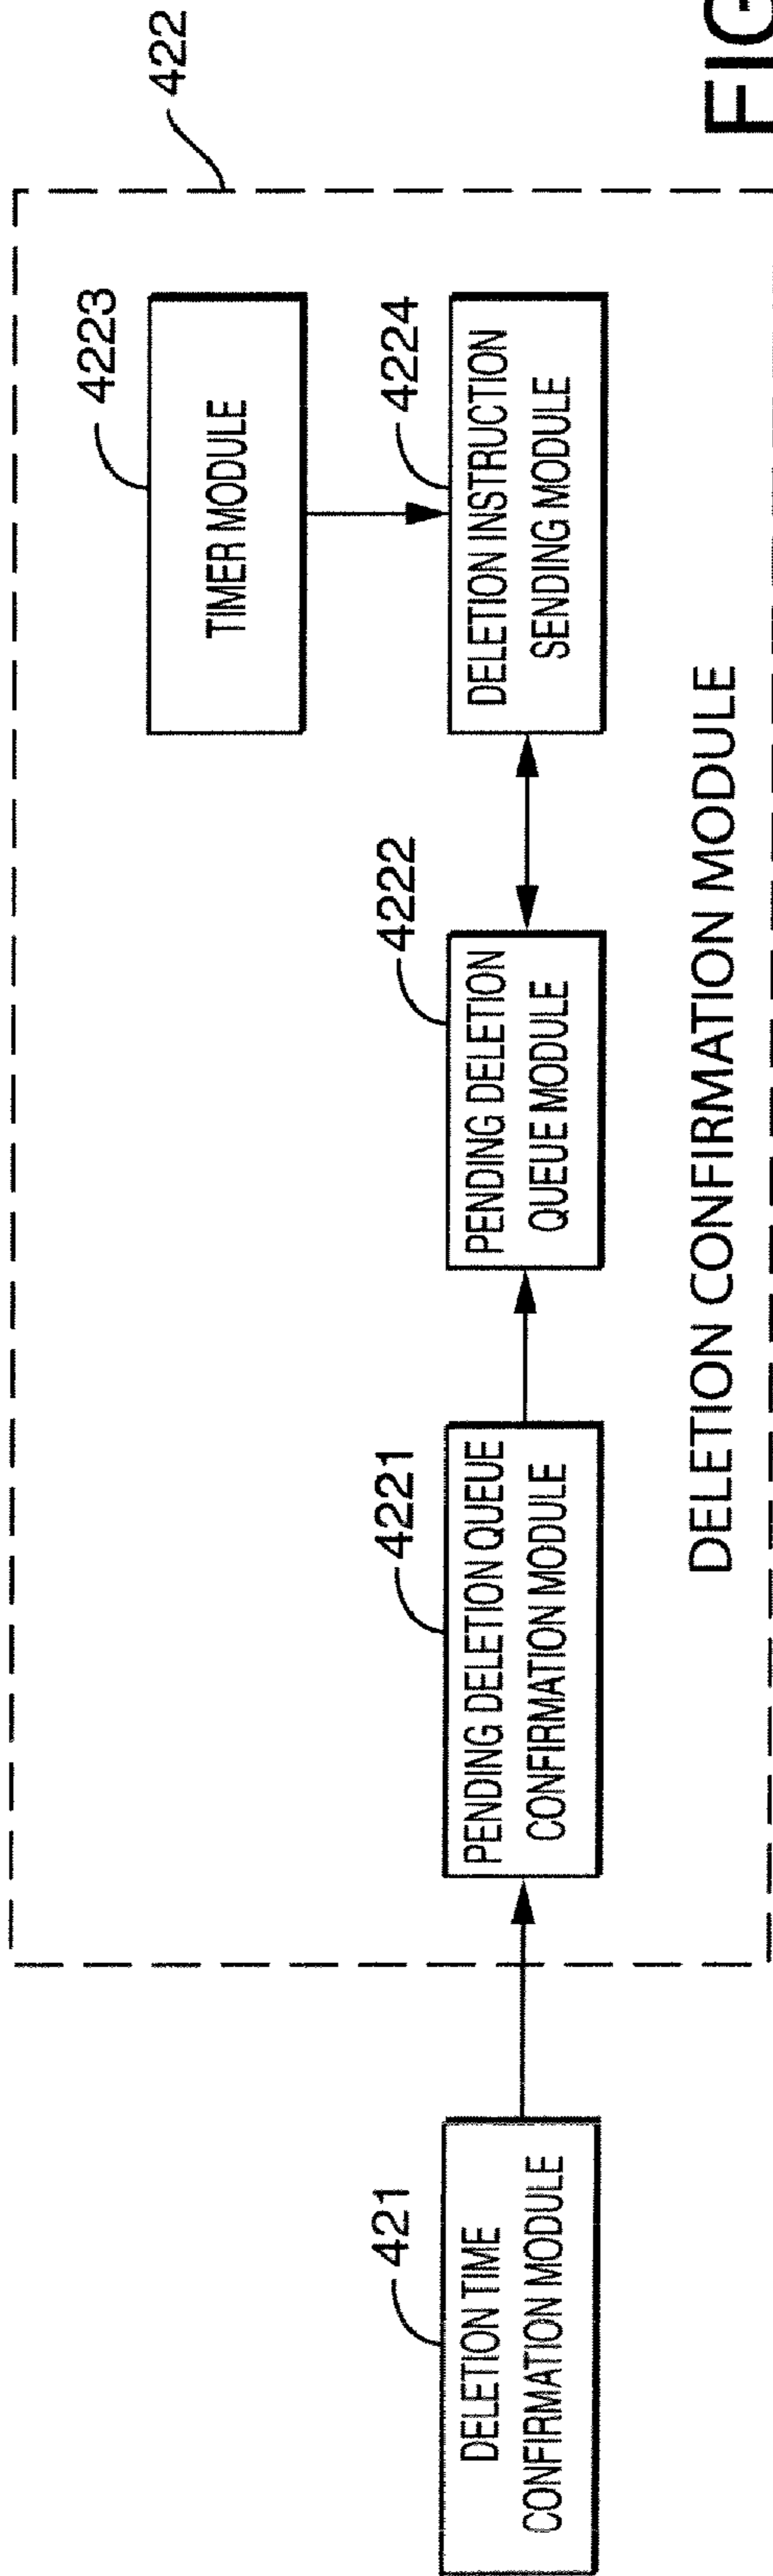 422
4223
TIMER MODULE
4224
DELETION INSTRUCTION
SENDING MODULE
4222
PENDING DELETION
QUEUE MODULE
4221
PENDING DELETION QUEUE
CONFIRMATION MODULE
421
DELETION TIME
CONFIRMATION MODULE
DELETION CONFIRMATION MODULE
FIG